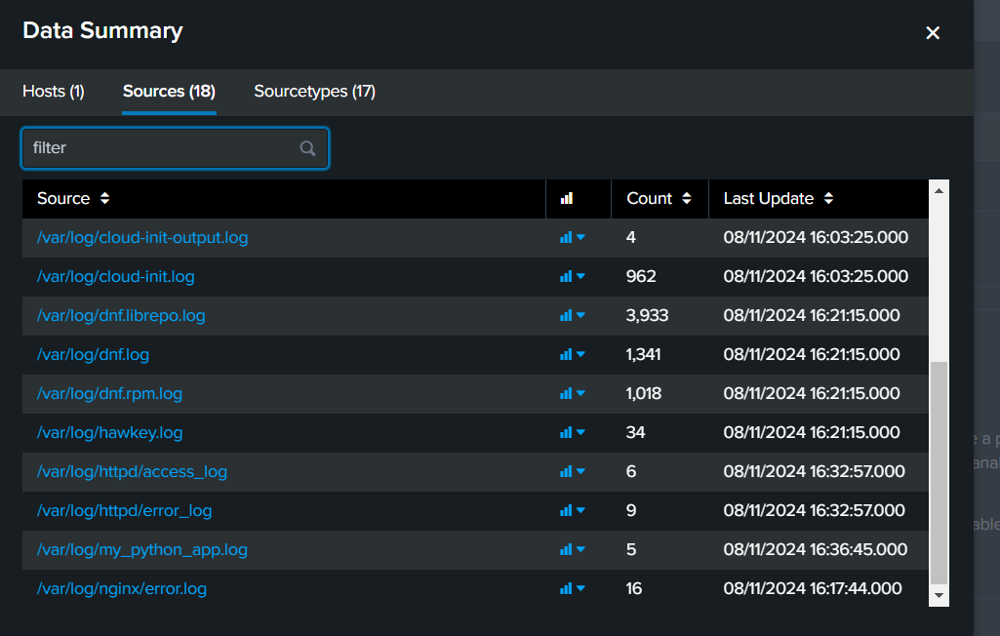 Data Summary
Hosts (1) Sources (18) Sourcetypes (17)
filter
Source Count Last Update
/var/log/cloud-init-output.log 4 08/11/2024 16:03:25.000
/var/log/cloud-init.log 962 08/11/2024 16:03:25.000
/var/log/dnf.librepo.log 3,933 08/11/2024 16:21:15.000
/var/log/dnf.log 1,341 08/11/2024 16:21:15.000
/var/log/dnf.rpm.log 1,018 08/11/2024 16:21:15.000
/var/log/hawkey.log 34 08/11/2024 16:21:15.000
/var/log/httpd/access_log 6 08/11/2024 16:32:57.000
/var/log/httpd/error_log 9 08/11/2024 16:32:57.000
/var/log/my_python_app.log 5 08/11/2024 16:36:45.000
/var/log/nginx/error.log 16 08/11/2024 16:17:44.000